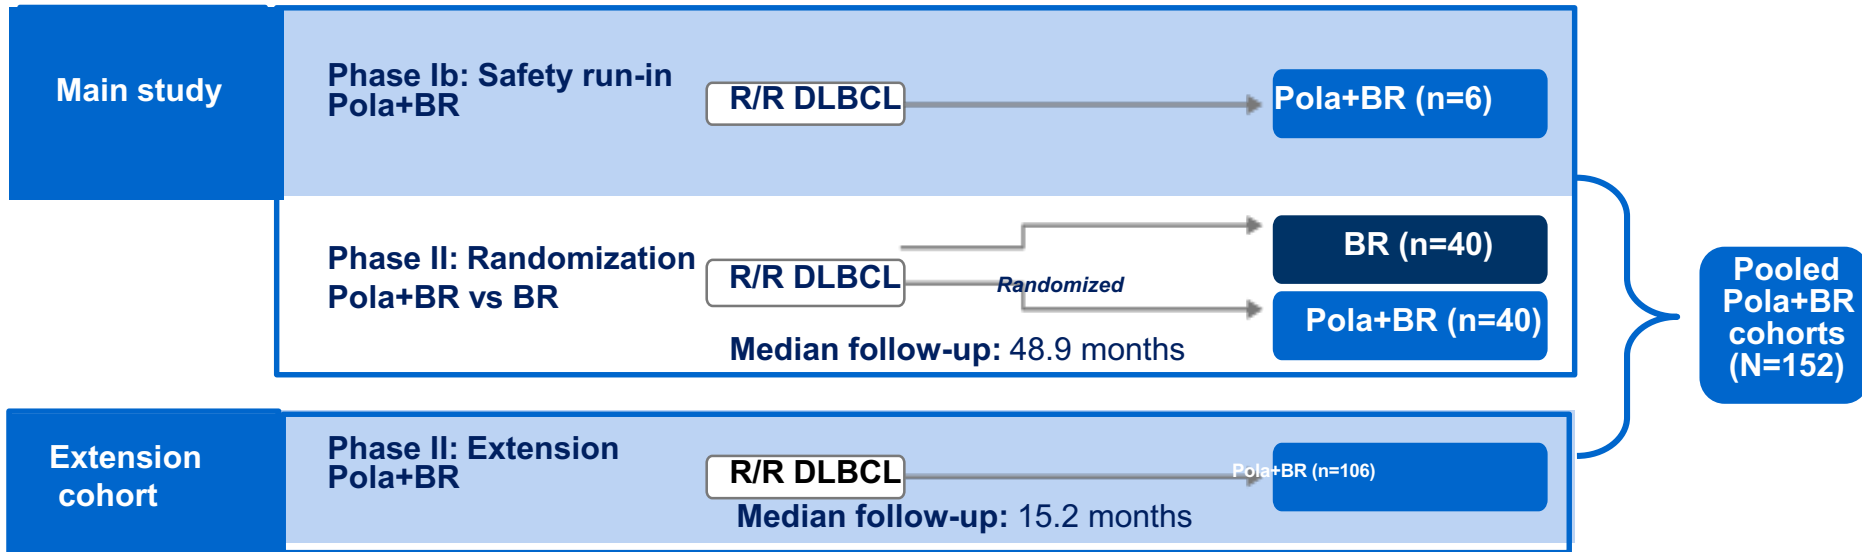 Main study
Phase Ib: Safety run-in
Pola+BR
R/R DLBCL
Pola+BR (n=6)
Phase II: Randomization
Pola+BR vs BR
R/R DLBCL
Randomized
BR (n=40)
Pola+BR (n=40)
Median follow-up: 48.9 months
Pooled
Pola+BR
cohorts
(N=152)
Extension
cohort
Phase II: Extension
Pola+BR
R/R DLBCL
Pola+BR (n=106)
Median follow-up: 15.2 months